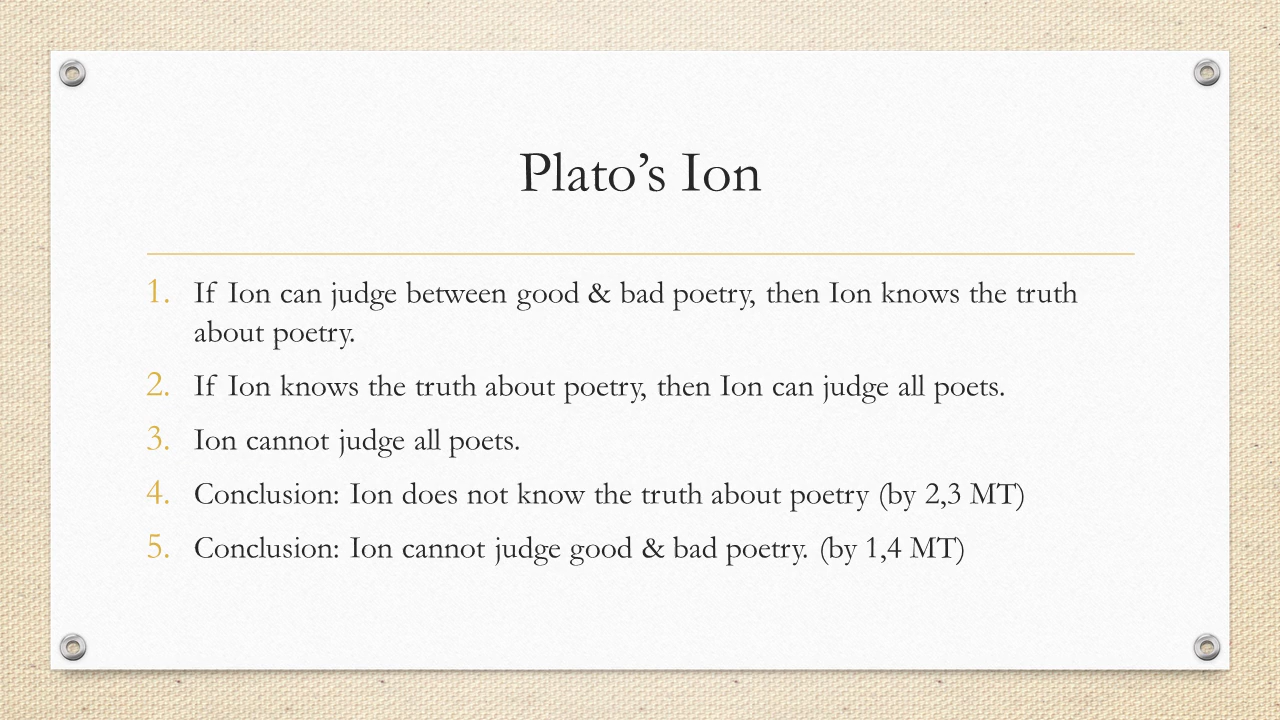 Plato’s Ion
1. If Ion can judge between good & bad poetry, then Ion knows the truth
about poetry.
2. If Ion knows the truth about poetry, then Ion can judge all poets.
3. Ion cannot judge all poets.
4. Conclusion: Ion does not know the truth about poetry (by 2,3 MT)
5. Conclusion: Ion cannot judge good & bad poetry. (by 1,4 MT)